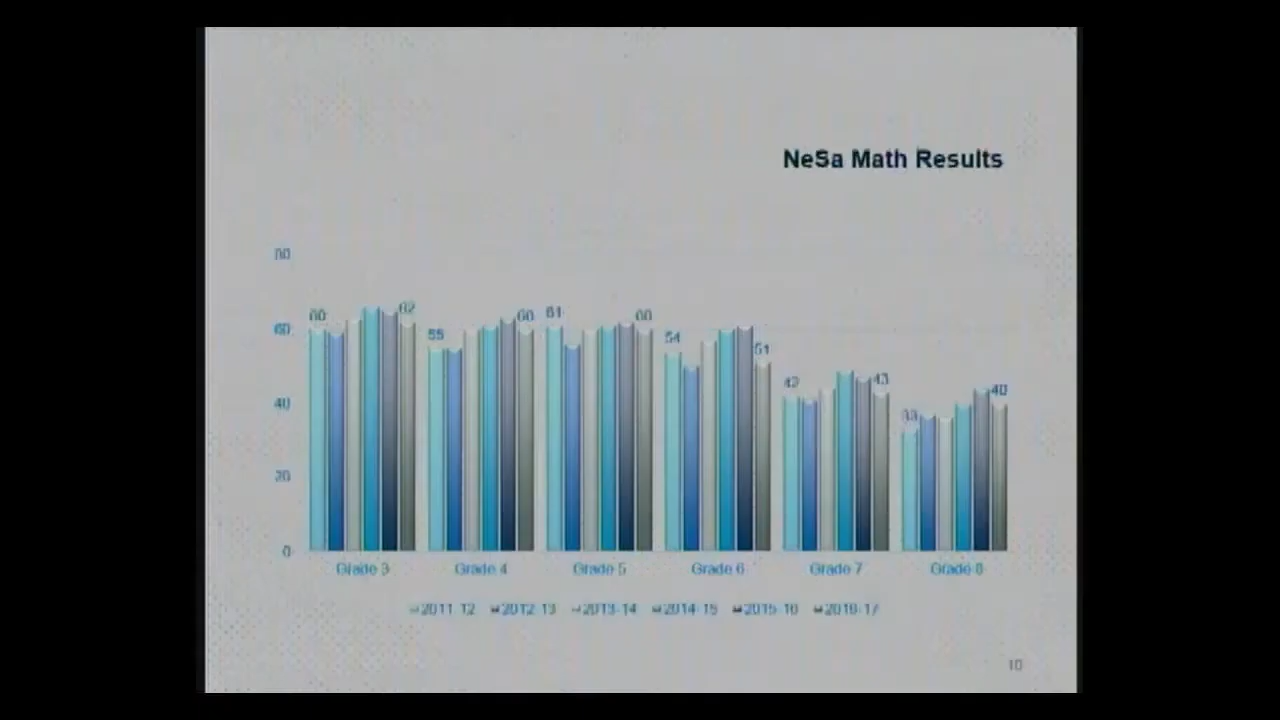 NeSa Math Results
80
60 62
61 60
60
55 54 51
42 43 40
40 33
20
0
Grade 3 Grade 4 Grade 5 Grade 6 Grade 7 Grade 8
2011-12 2012-13 2013-14 2014-15 2015-16 2016-17
10